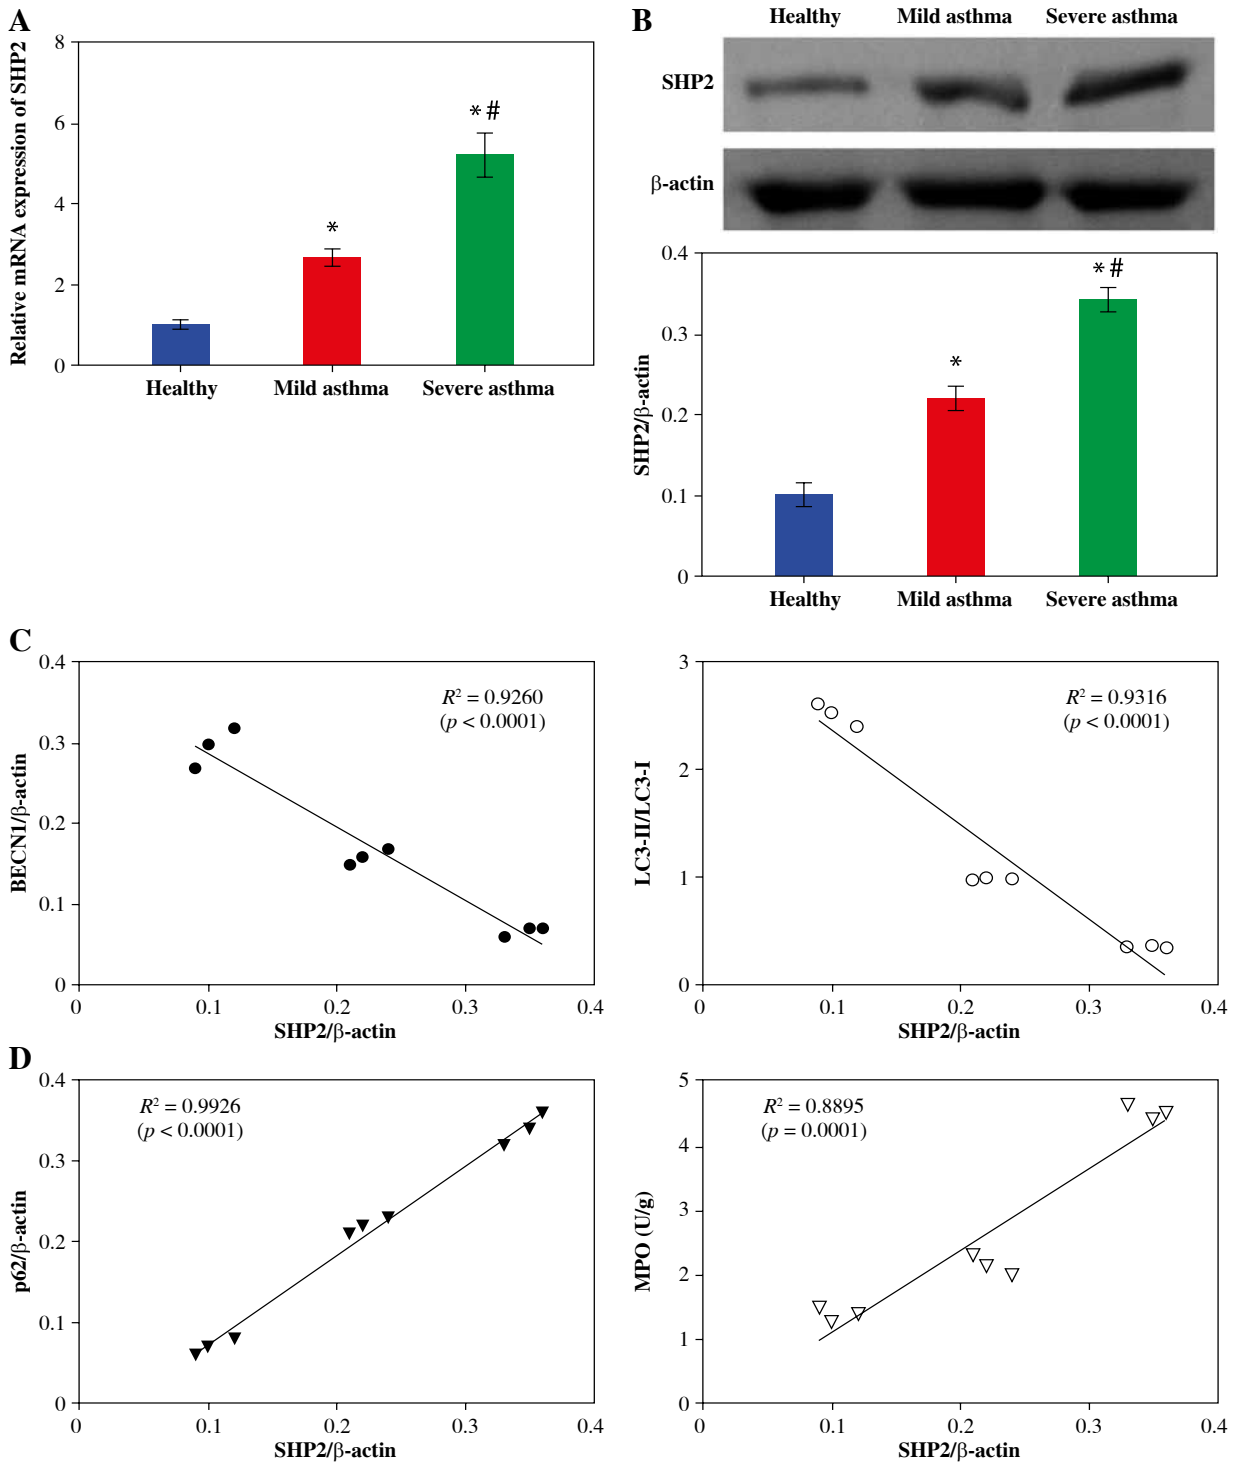 A
Relative mRNA expression of SHP2
8
6
4
2
0
*
* #
Healthy
Mild asthma
Severe asthma
B
Healthy
Mild asthma
Severe asthma
SHP2
β-actin
SHP2/β-actin
0.4
0.3
0.2
0.1
0
*
* #
Healthy
Mild asthma
Severe asthma
C
BECN1/β-actin
0.4
0.3
0.2
0.1
0
R² = 0.9260
(p < 0.0001)
0
0.1
0.2
0.3
0.4
SHP2/β-actin
LC3-II/LC3-I
3
2
1
0
R² = 0.9316
(p < 0.0001)
0
0.1
0.2
0.3
0.4
SHP2/β-actin
D
p62/β-actin
0.4
0.3
0.2
0.1
0
R² = 0.9926
(p < 0.0001)
0
0.1
0.2
0.3
0.4
SHP2/β-actin
MPO (U/g)
5
4
3
2
1
0
R² = 0.8895
(p = 0.0001)
0
0.1
0.2
0.3
0.4
SHP2/β-actin